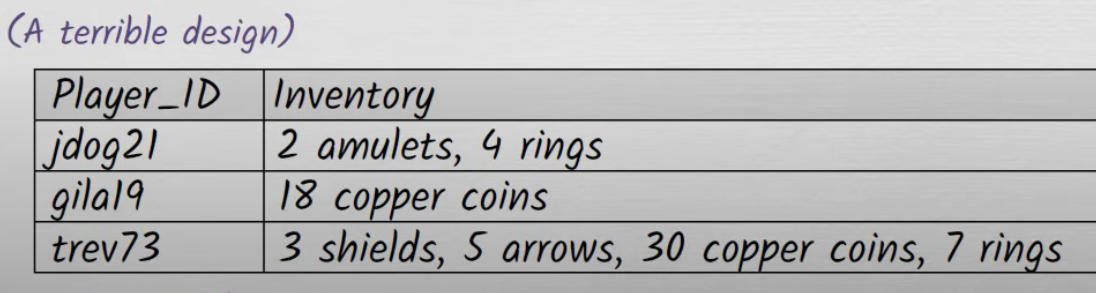 (A terrible design)
Player_ID Inventory
jdog21 2 amulets, 4 rings
gila19 18 copper coins
trev73 3 shields, 5 arrows, 30 copper coins, 7 rings